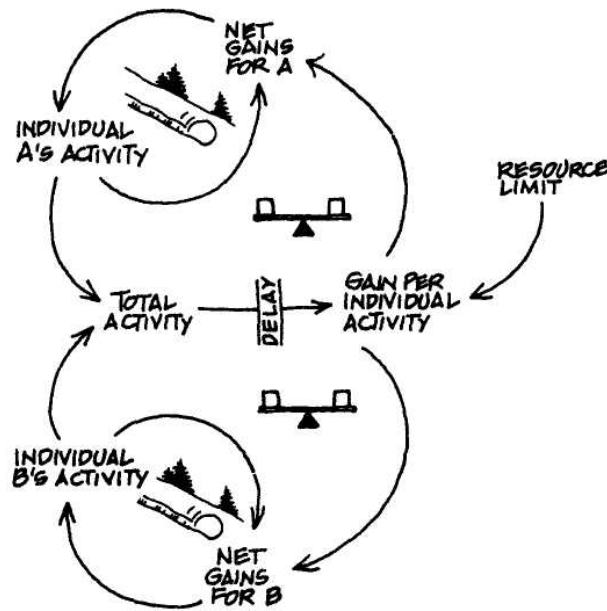 NET
GAINS
FOR A
INDIVIDUAL
A'S ACTIVITY
RESOURCE
LIMIT
TOTAL
ACTIVITY
DELAY
GAIN PER
INDIVIDUAL
ACTIVITY
INDIVIDUAL
B'S ACTIVITY
NET
GAINS
FOR B